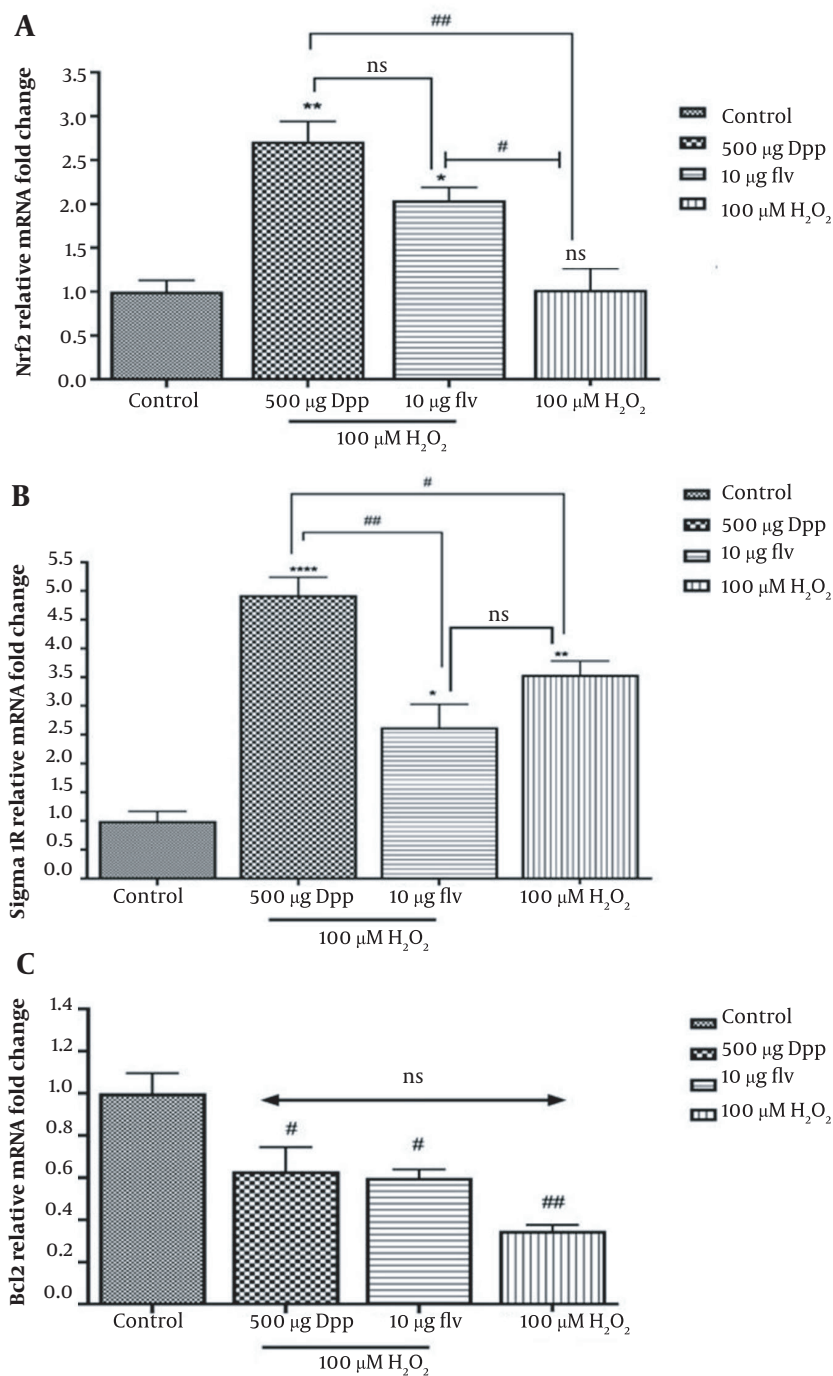 A
Nrf2 relative mRNA fold change
3.5
3.0
2.5
2.0
1.5
1.0
0.5
0.0
##
ns
**
#
*
ns
Control
500 μg Dpp
10 μg flv
100 μM H₂O₂
Control
500 μg Dpp
10 μg flv
100 μM H₂O₂
100 μM H₂O₂
B
Sigma 1R relative mRNA fold change
5.5
5.0
4.5
4.0
3.5
3.0
2.5
2.0
1.5
1.0
0.5
0.0
#
##
****
ns
**
*
Control
500 μg Dpp
10 μg flv
100 μM H₂O₂
Control
500 μg Dpp
10 μg flv
100 μM H₂O₂
100 μM H₂O₂
C
Bcl2 relative mRNA fold change
1.4
1.2
1.0
0.8
0.6
0.4
0.2
0.0
ns
#
#
##
Control
500 μg Dpp
10 μg flv
100 μM H₂O₂
Control
500 μg Dpp
10 μg flv
100 μM H₂O₂
100 μM H₂O₂